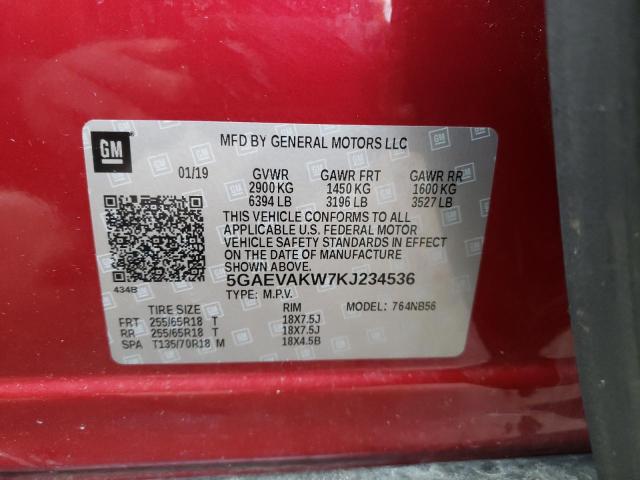 GM
MFD BY GENERAL MOTORS LLC
01/19 GVWR GAWR FRT GAWR RR
2900 KG 1450 KG 1600 KG
6394 LB 3196 LB 3527 LB
THIS VEHICLE CONFORMS TO ALL
APPLICABLE U.S. FEDERAL MOTOR
VEHICLE SAFETY STANDARDS IN EFFECT
ON THE DATE OF MANUFACTURE
SHOWN ABOVE.
434B
5GAEVAKW7KJ234536
TYPE: M.P.V. MODEL: 764NB56
TIRE SIZE RIM
FRT 255/65R18 T 18X7.5J
RR 255/65R18 T 18X7.5J
SPA T135/70R18 M 18X4.5B